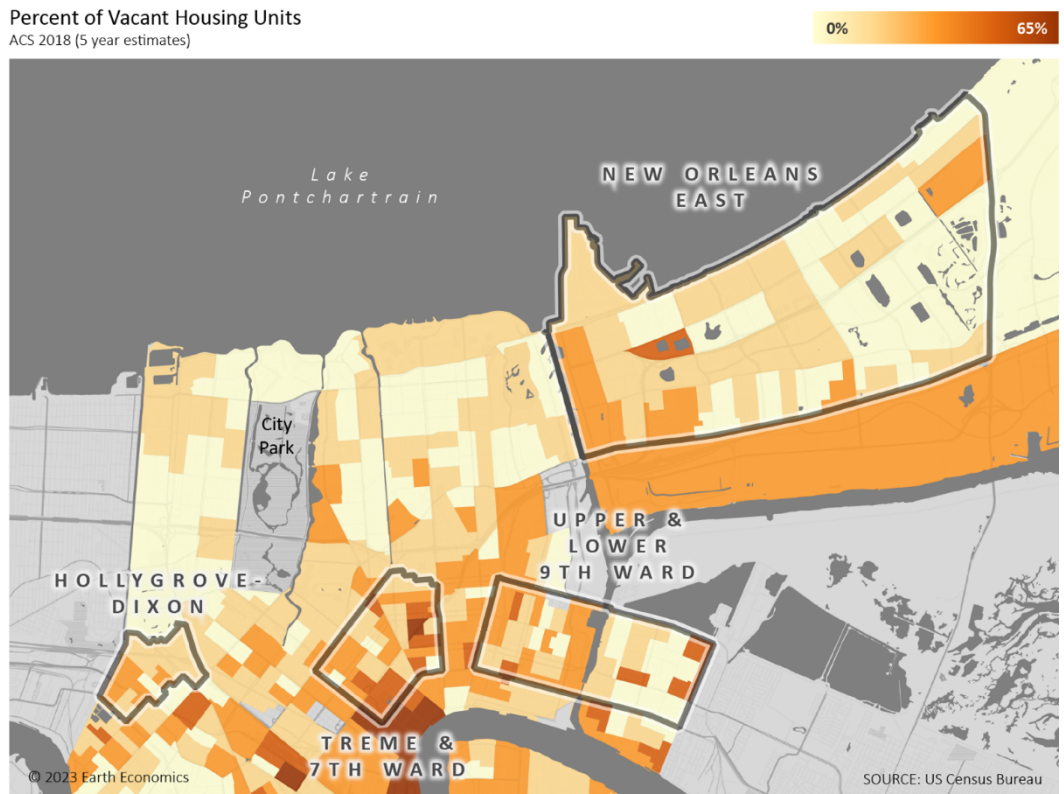 Percent of Vacant Housing Units
ACS 2018 (5 year estimates)
0%
65%
Lake
Pontchartrain
NEW ORLEANS
EAST
City
Park
UPPER &
LOWER
9TH WARD
HOLLYGROVE-
DIXON
TREME &
7TH WARD
© 2023 Earth Economics
SOURCE: US Census Bureau